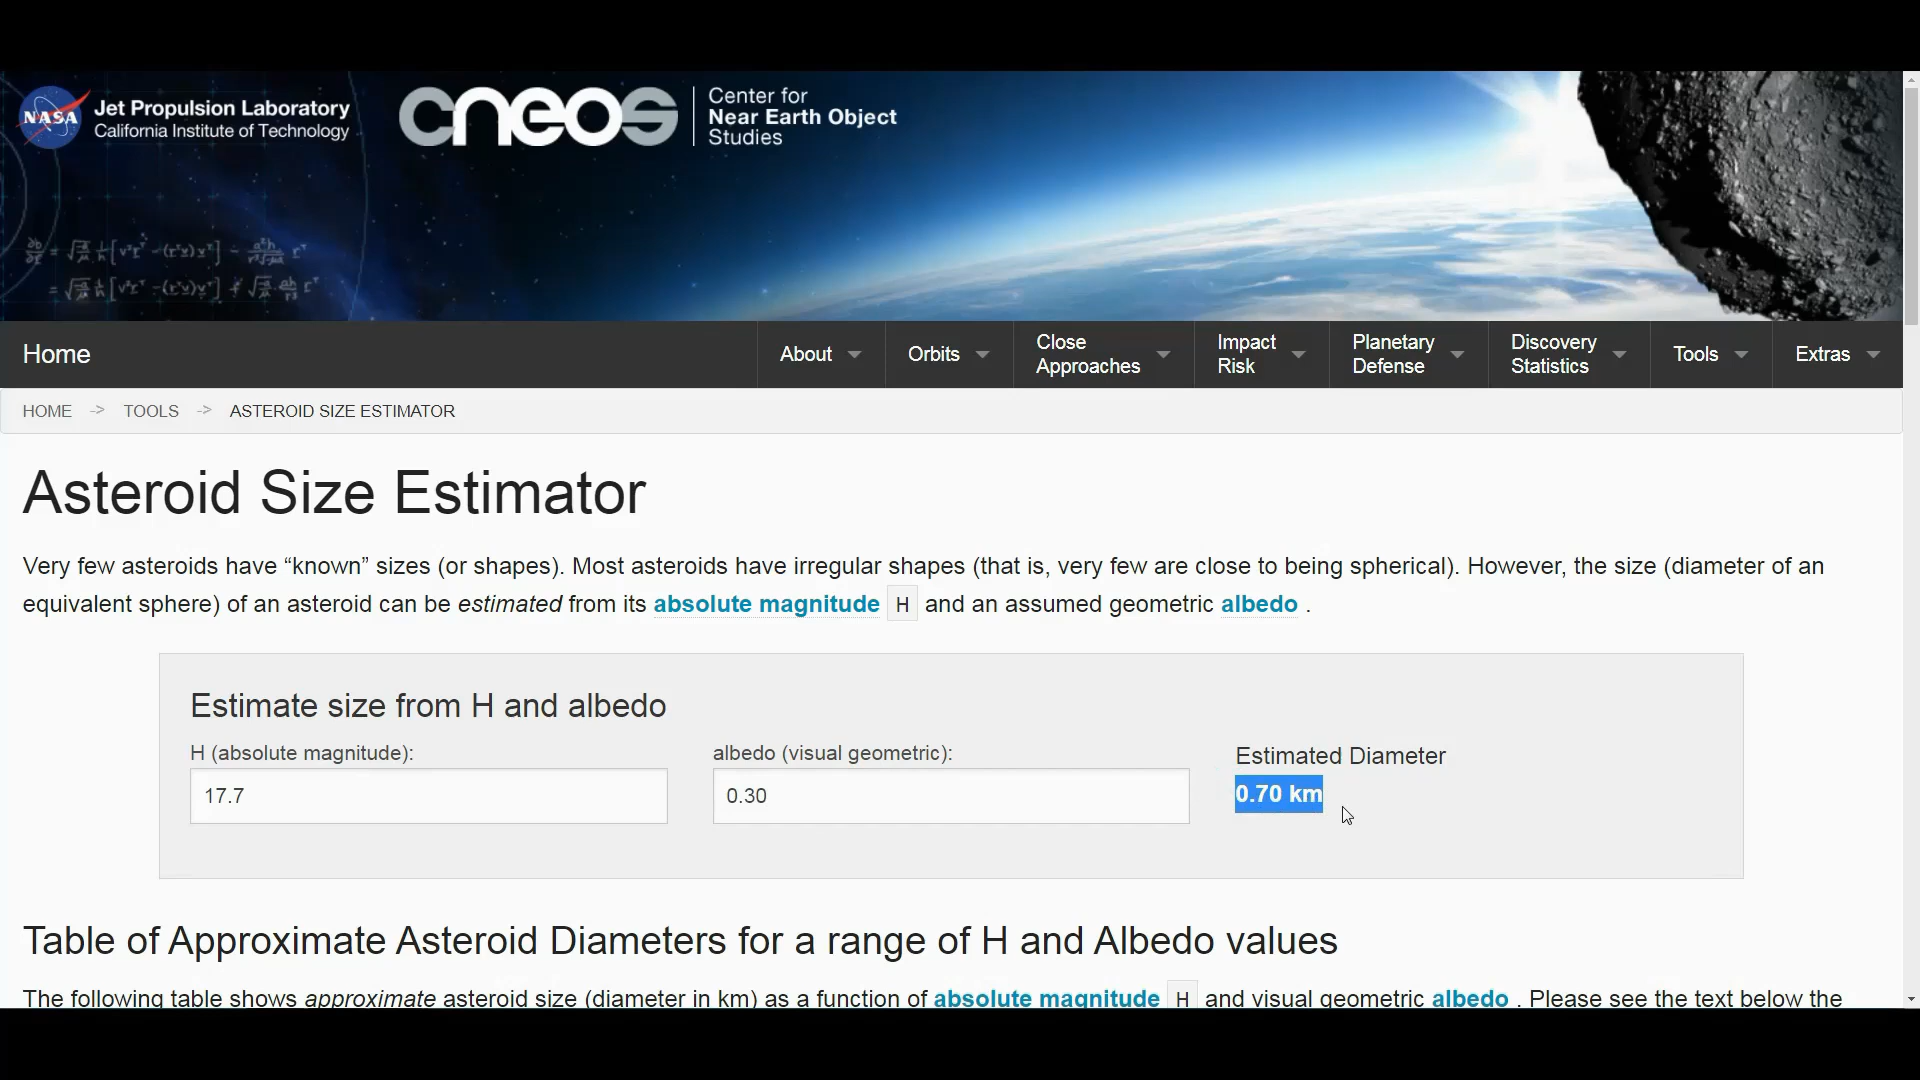 NASA
Jet Propulsion Laboratory
California Institute of Technology
cneos
Center for
Near Earth Object
Studies
Home
About
Orbits
Close
Approaches
Impact
Risk
Planetary
Defense
Discovery
Statistics
Tools
Extras
HOME -> TOOLS -> ASTEROID SIZE ESTIMATOR
Asteroid Size Estimator
Very few asteroids have “known” sizes (or shapes). Most asteroids have irregular shapes (that is, very few are close to being spherical). However, the size (diameter of an
equivalent sphere) of an asteroid can be estimated from its absolute magnitude H and an assumed geometric albedo .
Estimate size from H and albedo
H (absolute magnitude):
17.7
albedo (visual geometric):
0.30
Estimated Diameter
0.70 km
Table of Approximate Asteroid Diameters for a range of H and Albedo values
The following table shows approximate asteroid size (diameter in km) as a function of absolute magnitude H and visual geometric albedo . Please see the text below the